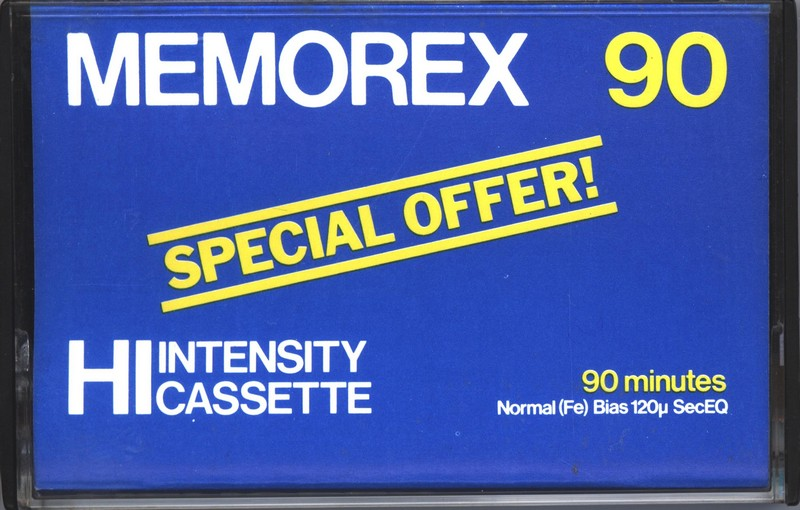 MEMOREX 90
SPECIAL OFFER!
HI INTENSITY
CASSETTE
90 minutes
Normal (Fe) Bias 120µ SecEQ